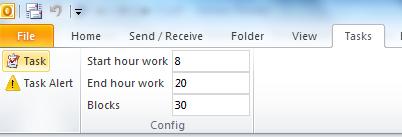 File Home Send / Receive Folder View Tasks
Task Start hour work 8
Task Alert End hour work 20
Blocks 30
Config